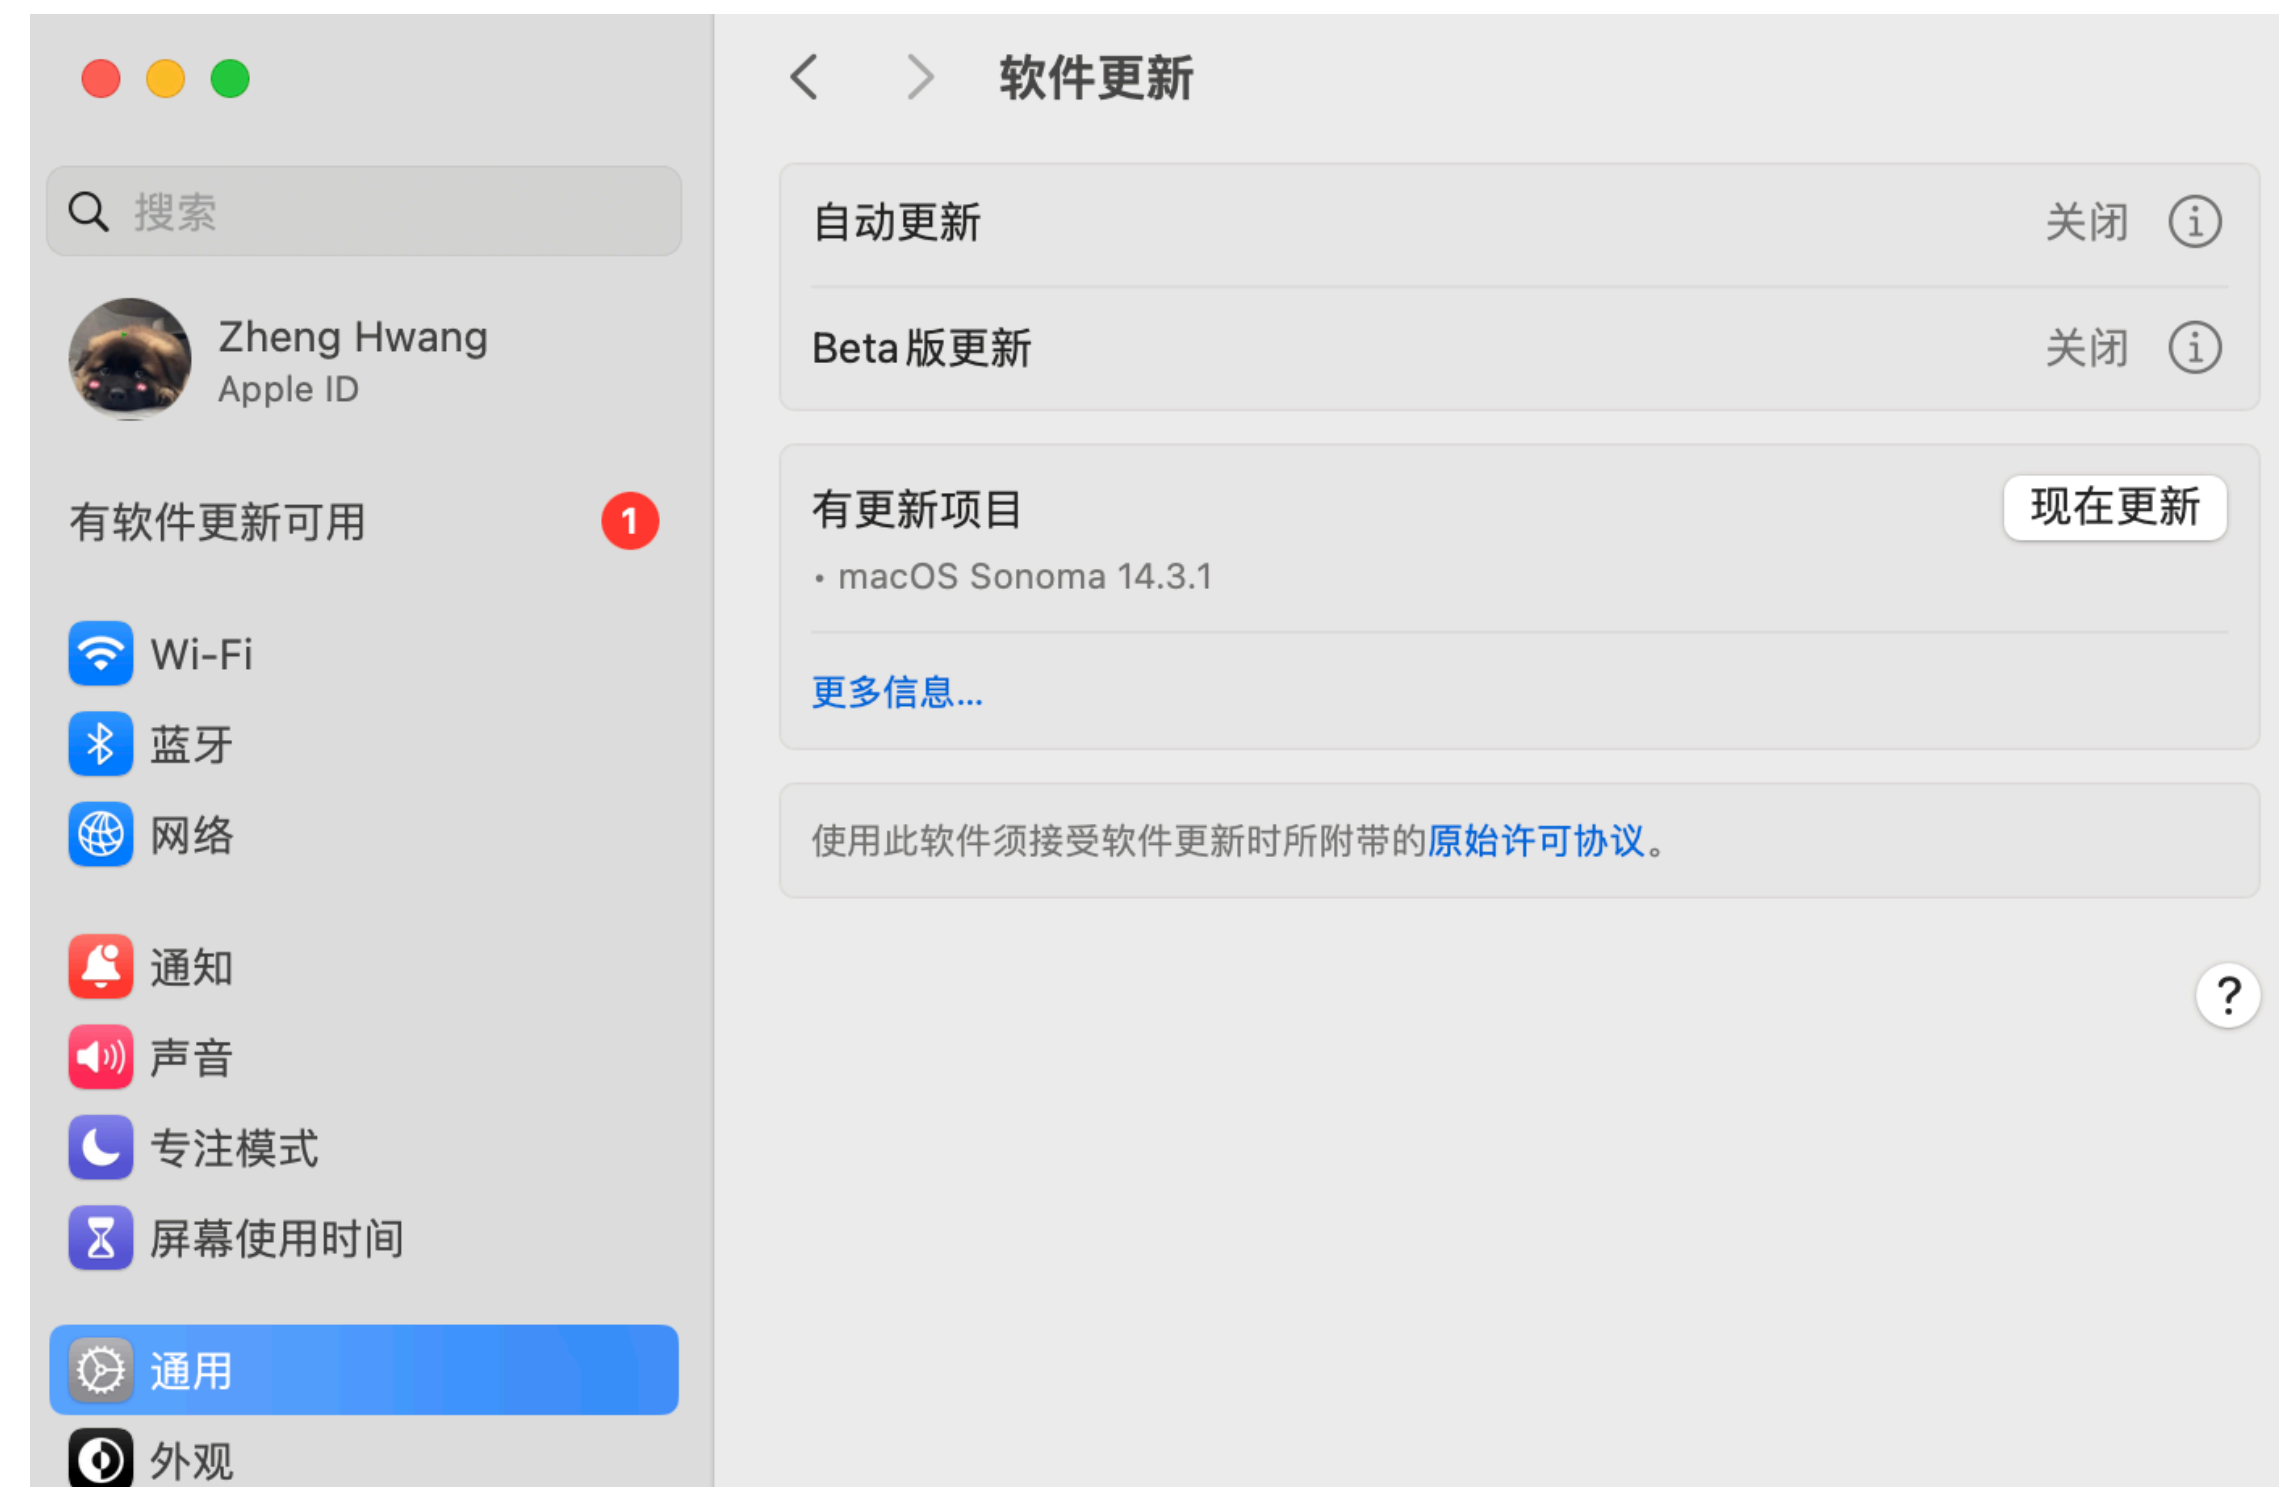 搜索
Zheng Hwang
Apple ID
有软件更新可用
1
Wi-Fi
蓝牙
网络
通知
声音
专注模式
屏幕使用时间
通用
外观
软件更新
自动更新 关闭
Beta版更新 关闭
有更新项目 现在更新
• macOS Sonoma 14.3.1
更多信息...
使用此软件须接受软件更新时所附带的原始许可协议。
?